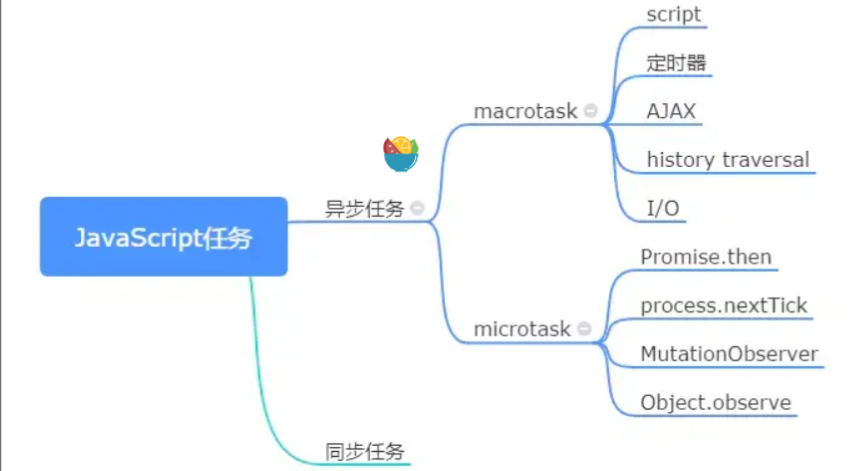 JavaScript任务
异步任务
macrotask
script
定时器
AJAX
history traversal
I/O
microtask
Promise.then
process.nextTick
MutationObserver
Object.observe
同步任务